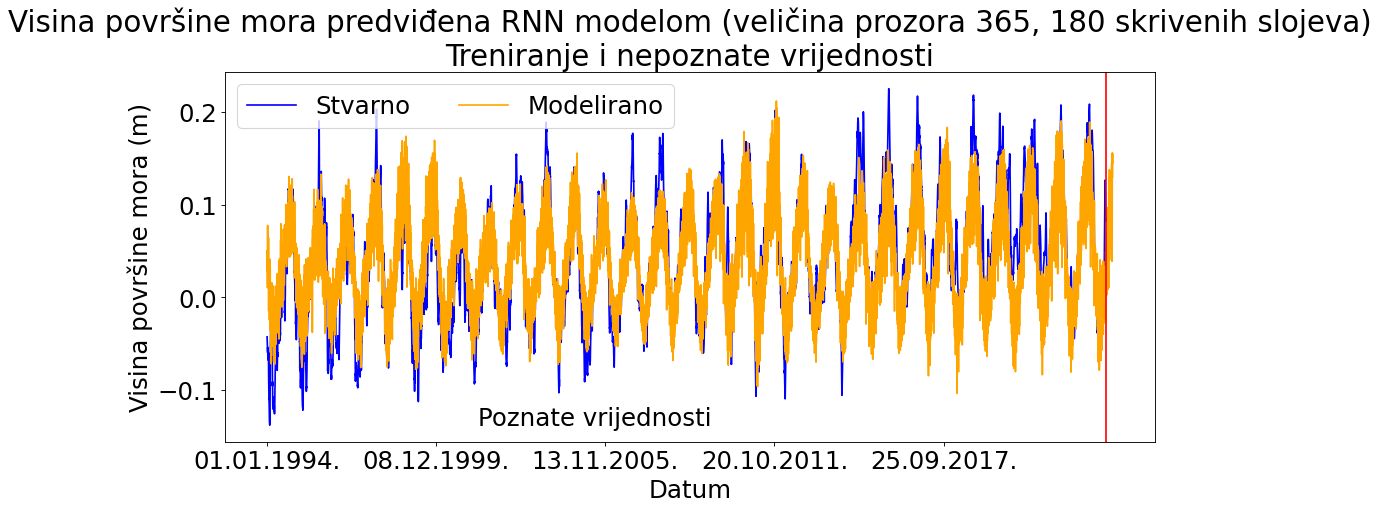 Visina površine mora predviđena RNN modelom (veličina prozora 365, 180 skrivenih slojeva)
Treniranje i nepoznate vrijednosti
Stvarno
Modelirano
Visina površine mora (m)
0.2
0.1
0.0
−0.1
Poznate vrijednosti
01.01.1994.
08.12.1999.
13.11.2005.
20.10.2011.
25.09.2017.
Datum